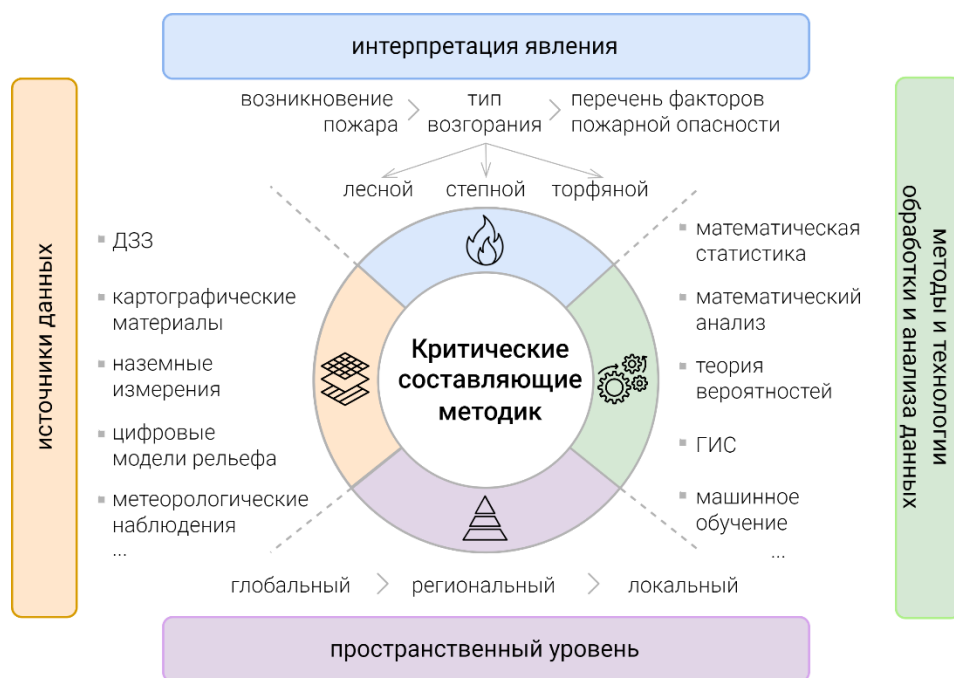 интерпретация явления
возникновение
пожара
тип
возгорания
перечень факторов
пожарной опасности
лесной
степной
торфяной
источники данных
ДЗЗ
картографические
материалы
наземные
измерения
цифровые
модели рельефа
метеорологические
наблюдения
...
Критические
составляющие
методик
математическая
статистика
математический
анализ
теория
вероятностей
ГИС
машинное
обучение
...
методы и технологии
обработки и анализа данных
глобальный
региональный
локальный
пространственный уровень